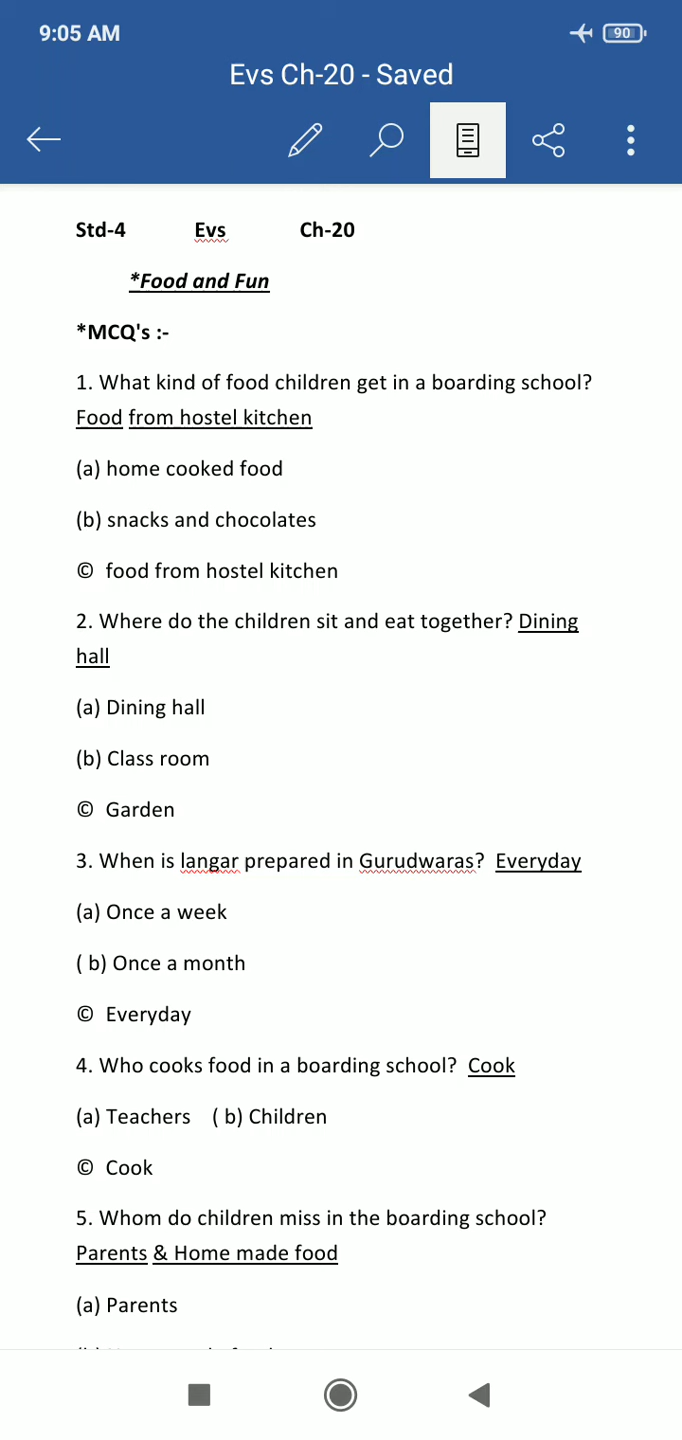 9:05 AM
90
Evs Ch-20 - Saved
Std-4 Evs Ch-20
*Food and Fun
*MCQ's :-
1. What kind of food children get in a boarding school?
Food from hostel kitchen
(a) home cooked food
(b) snacks and chocolates
© food from hostel kitchen
2. Where do the children sit and eat together? Dining
hall
(a) Dining hall
(b) Class room
© Garden
3. When is langar prepared in Gurudwaras? Everyday
(a) Once a week
( b) Once a month
© Everyday
4. Who cooks food in a boarding school? Cook
(a) Teachers ( b) Children
© Cook
5. Whom do children miss in the boarding school?
Parents & Home made food
(a) Parents